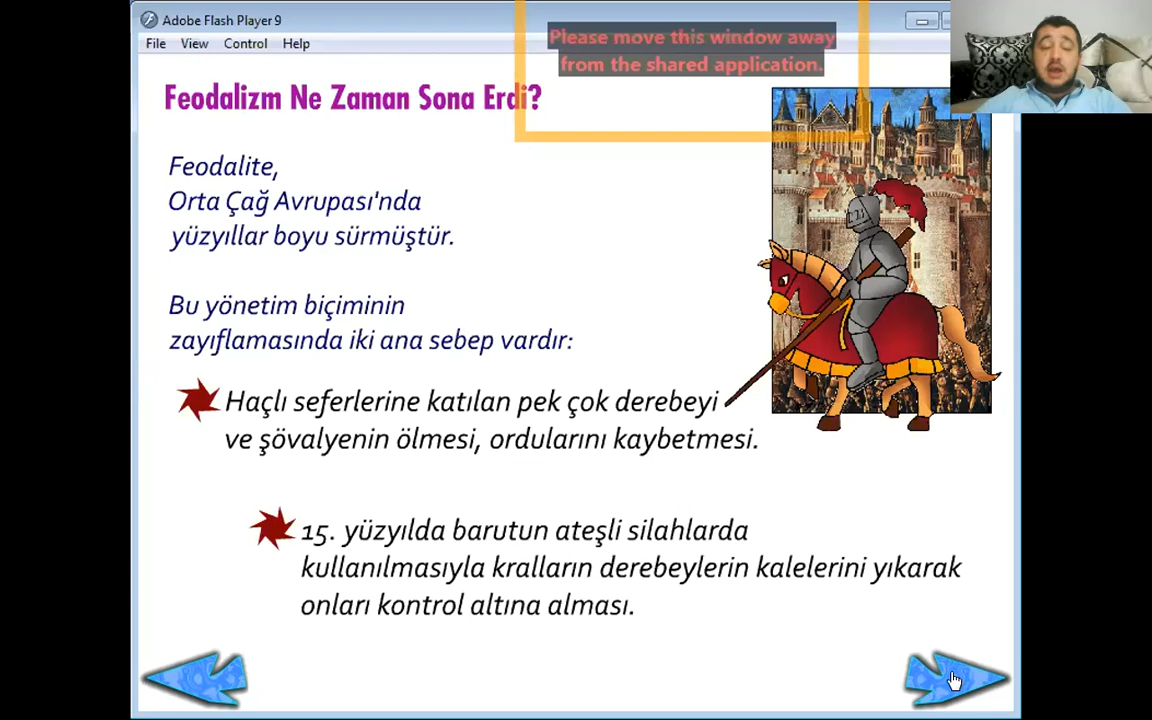 Adobe Flash Player 9
File View Control Help
Please move this window away
from the shared application.
Feodalizm Ne Zaman Sona Erdi?
Feodalite,
Orta Çağ Avrupası'nda
yüzyıllar boyu sürmüştür.
Bu yönetim biçiminin
zayıflamasında iki ana sebep vardır:
Haçlı seferlerine katılan pek çok derebeyi
ve şövalyenin ölmesi, ordularını kaybetmesi.
15. yüzyılda barutun ateşli silahlarda
kullanılmasıyla kralların derebeylerin kalelerini yıkarak
onları kontrol altına alması.